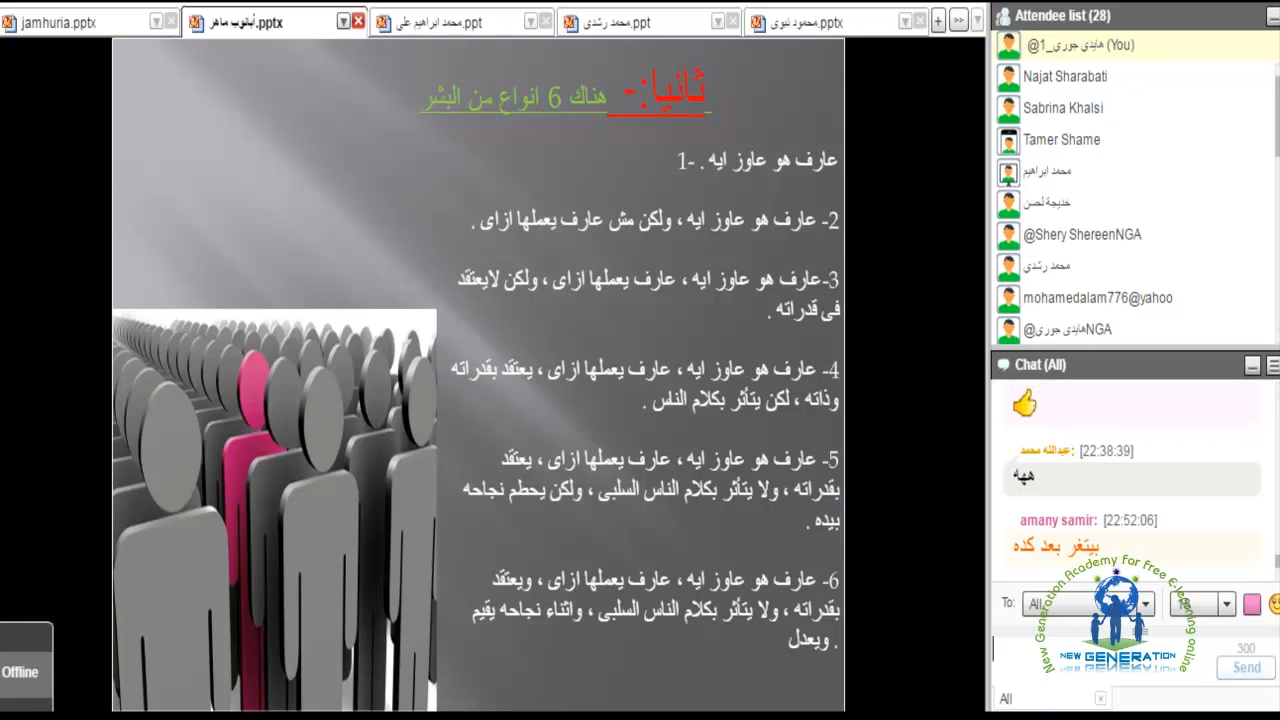 jamhuria.pptx
أبانوب ماهر.pptx
محمد ابراهيم على.ppt
محمد رشدى.ppt
محمود نبوى.pptx
ثانيا:- هناك 6 انواع من البشر
عارف هو عاوز ايه . -1
2- عارف هو عاوز ايه ، ولكن مش عارف يعملها ازاى .
3-عارف هو عاوز ايه ، عارف يعملها ازاى ، ولكن لايعتقد
فى قدراته .
4- عارف هو عاوز ايه ، عارف يعملها ازاى ، يعتقد بقدراته
وذاته ، لكن يتأثر بكلام الناس .
5- عارف هو عاوز ايه ، عارف يعملها ازاى ، يعتقد
بقدراته ، ولا يتأثر بكلام الناس السلبى ، ولكن يحطم نجاحه
بيده .
6- عارف هو عاوز ايه ، عارف يعملها ازاى ، ويعتقد
بقدراته ، ولا يتأثر بكلام الناس السلبى ، واثناء نجاحه يقيم
. ويعدل
Offline
Attendee list (28)
@هايدي جوري_1 (You)
Najat Sharabati
Sabrina Khalsi
Tamer Shame
محمد ابراهيم
خديجة لحسن
@Shery ShereenNGA
محمد رشدي
mohamedalam776@yahoo
@هايدي جوريNGA
Chat (All)
عبدالله محمد: [22:38:39]
ههه
amany samir: [22:52:06]
بيتغر بعد كده
To: All
300
Send
All
New Generation Academy for Free E-learning online
NEW GENERATION